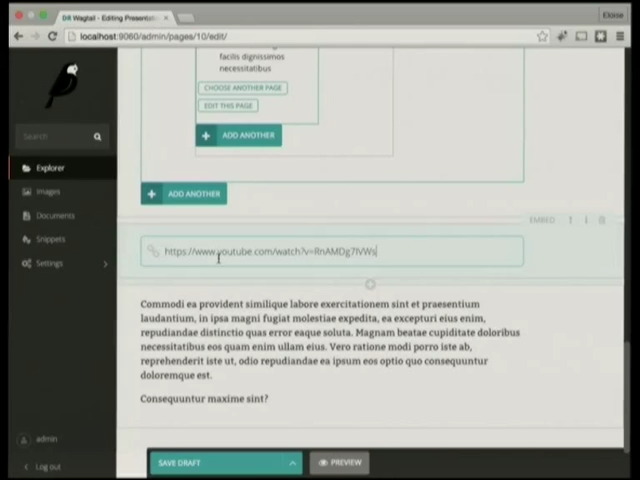 DR Wagtail - Editing Presentati
Eloise
localhost:9060/admin/pages/10/edit/
facilis dignissimos
necessitatibus
CHOOSE ANOTHER PAGE
EDIT THIS PAGE
ADD ANOTHER
Search
Explorer
Images
Documents
Snippets
Settings
ADD ANOTHER
EMBED
https://www.youtube.com/watch?v=RnAMDg7lVWs
Commodi ea provident similique labore exercitationem sint et praesentium
laudantium, in ipsa magni fugiat molestiae expedita, ea excepturi eius enim,
repudiandae distinctio quas error eaque soluta. Magnam beatae cupiditate doloribus
necessitatibus eos quam enim ullam eius. Vero ratione modi porro iste ab,
reprehenderit iste ut, odio repudiandae ea ipsum eos optio quo consequuntur
doloremque est.
Consequuntur maxime sint?
admin
Log out
SAVE DRAFT
PREVIEW